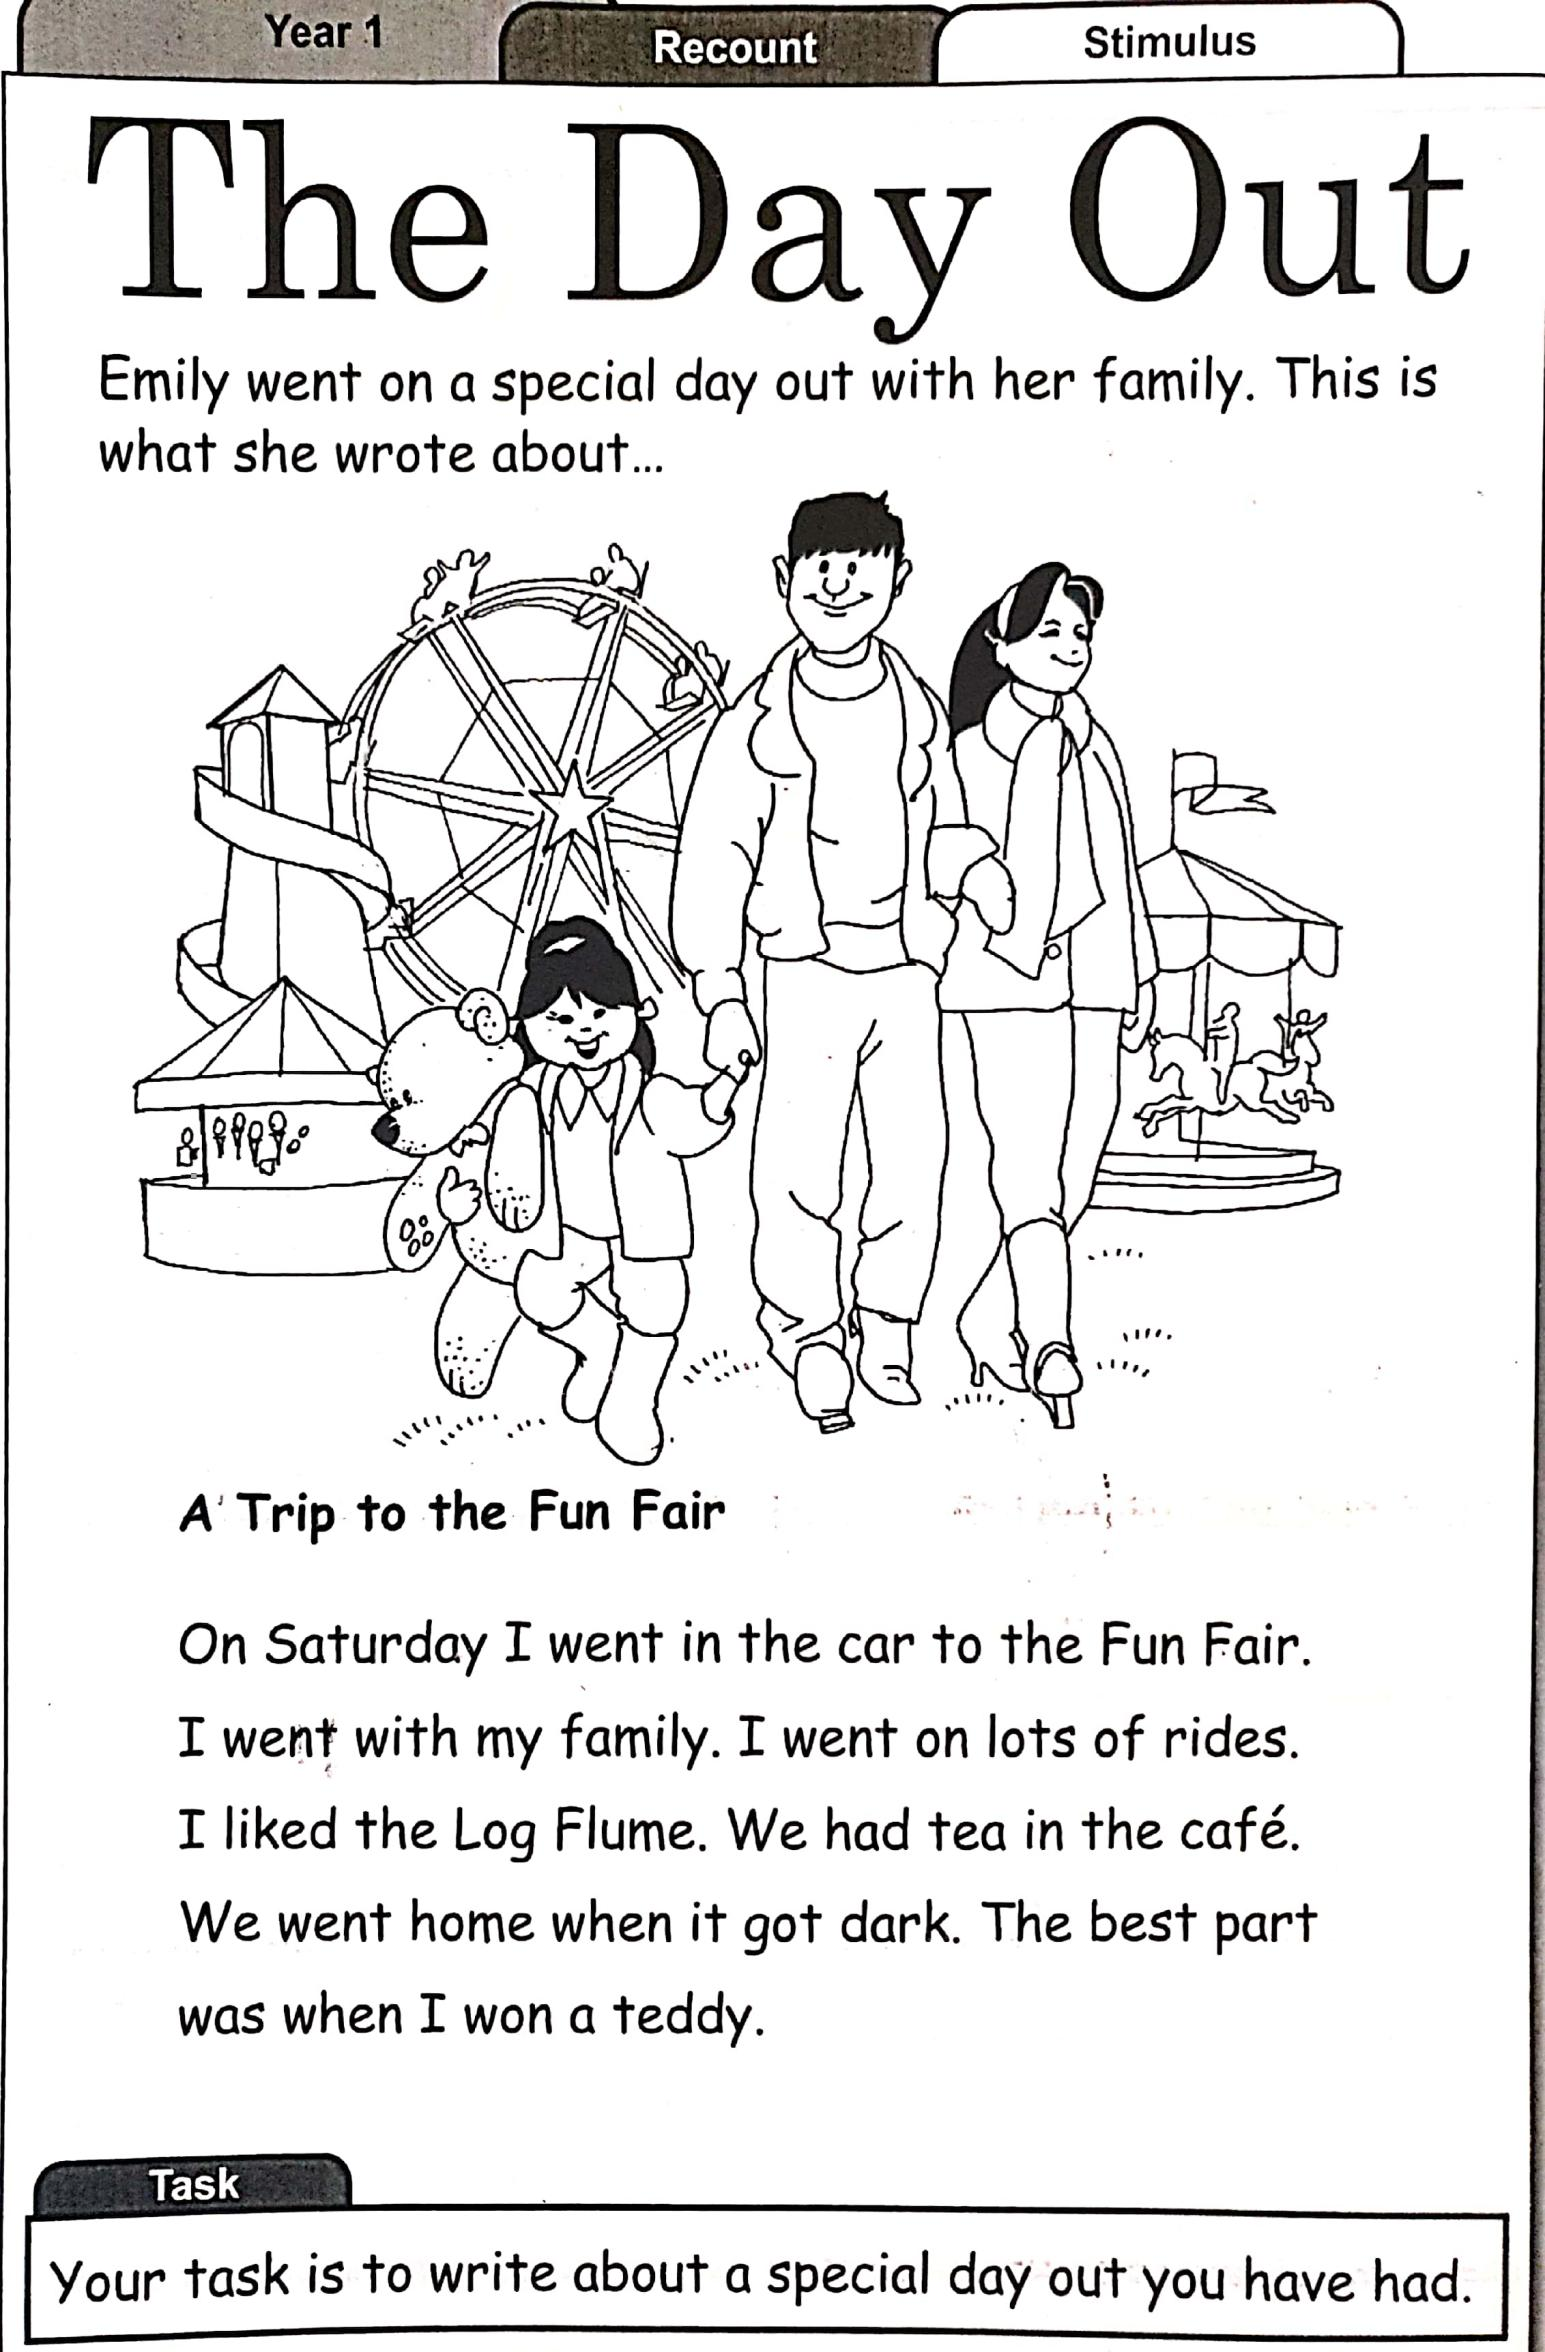 Year 1
Recount
Stimulus
The Day Out
Emily went on a special day out with her family. This is
what she wrote about...
A Trip to the Fun Fair
On Saturday I went in the car to the Fun Fair.
I went with my family. I went on lots of rides.
I liked the Log Flume. We had tea in the café.
We went home when it got dark. The best part
was when I won a teddy.
Task
Your task is to write about a special day out you have had.